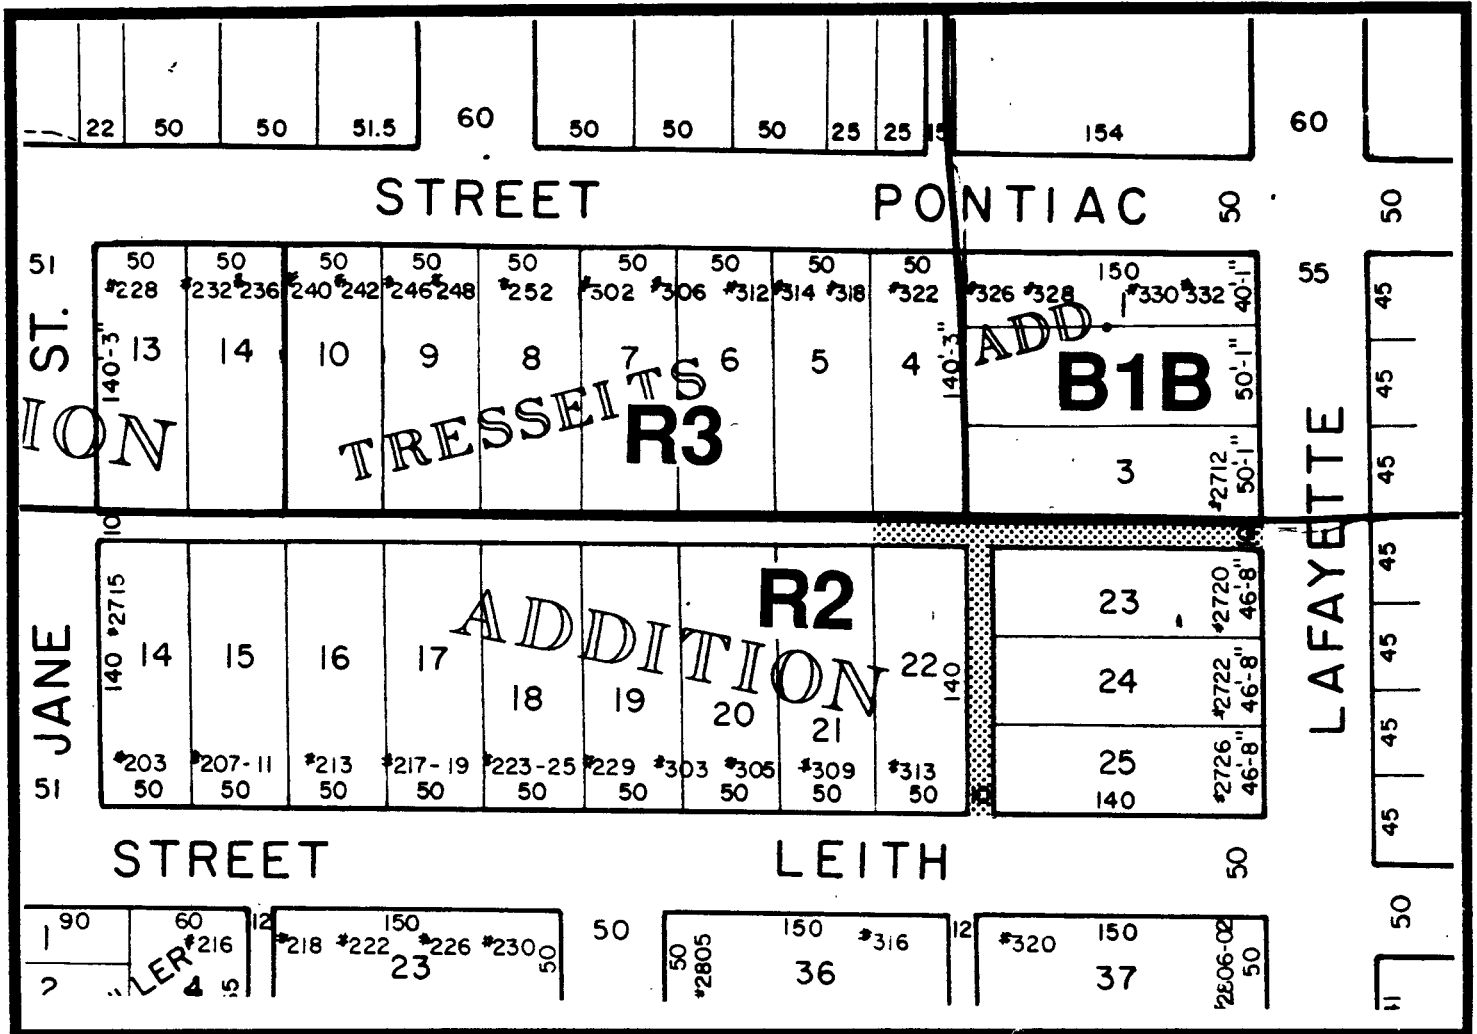 22 50 50 51.5 60 50 50 50 25 25 15 154 60
STREET PONTIAC 50 50
51 50 50 50 50 50 50 50 50 150 40'-1" 55
#228 #232 #236 #240 #242 #246 #248 #252 #302 #306 #312 #314 #318 #322 #326 #328 #330 #332 45
ST. 140'-3" 13 14 10 9 8 7 6 5 4 140'-3" ADD. 1
B1B 50'-1" 45
ION TRESSEITS R3
3 #2712 50'-1" 45
10
LAFAYETTE
R2 45
JANE 140 #2715 14 15 16 17 ADDITION 22 140 23 #2720 46'-8"
18 19 20 21 24 #2722 46'-8" 45
#203 #207-11 #213 #217-19 #223-25 #229 #303 #305 #309 #313 25 #2726 46'-8" 45
51 50 50 50 50 50 50 50 50 50 140 45
STREET LEITH 50
90 60 12 150 50 150 12 150 50
1 #216 #218 #222 #226 #230 #316 #320
2 LER 4 23 50 50 #2805 36 37 2806-02 50